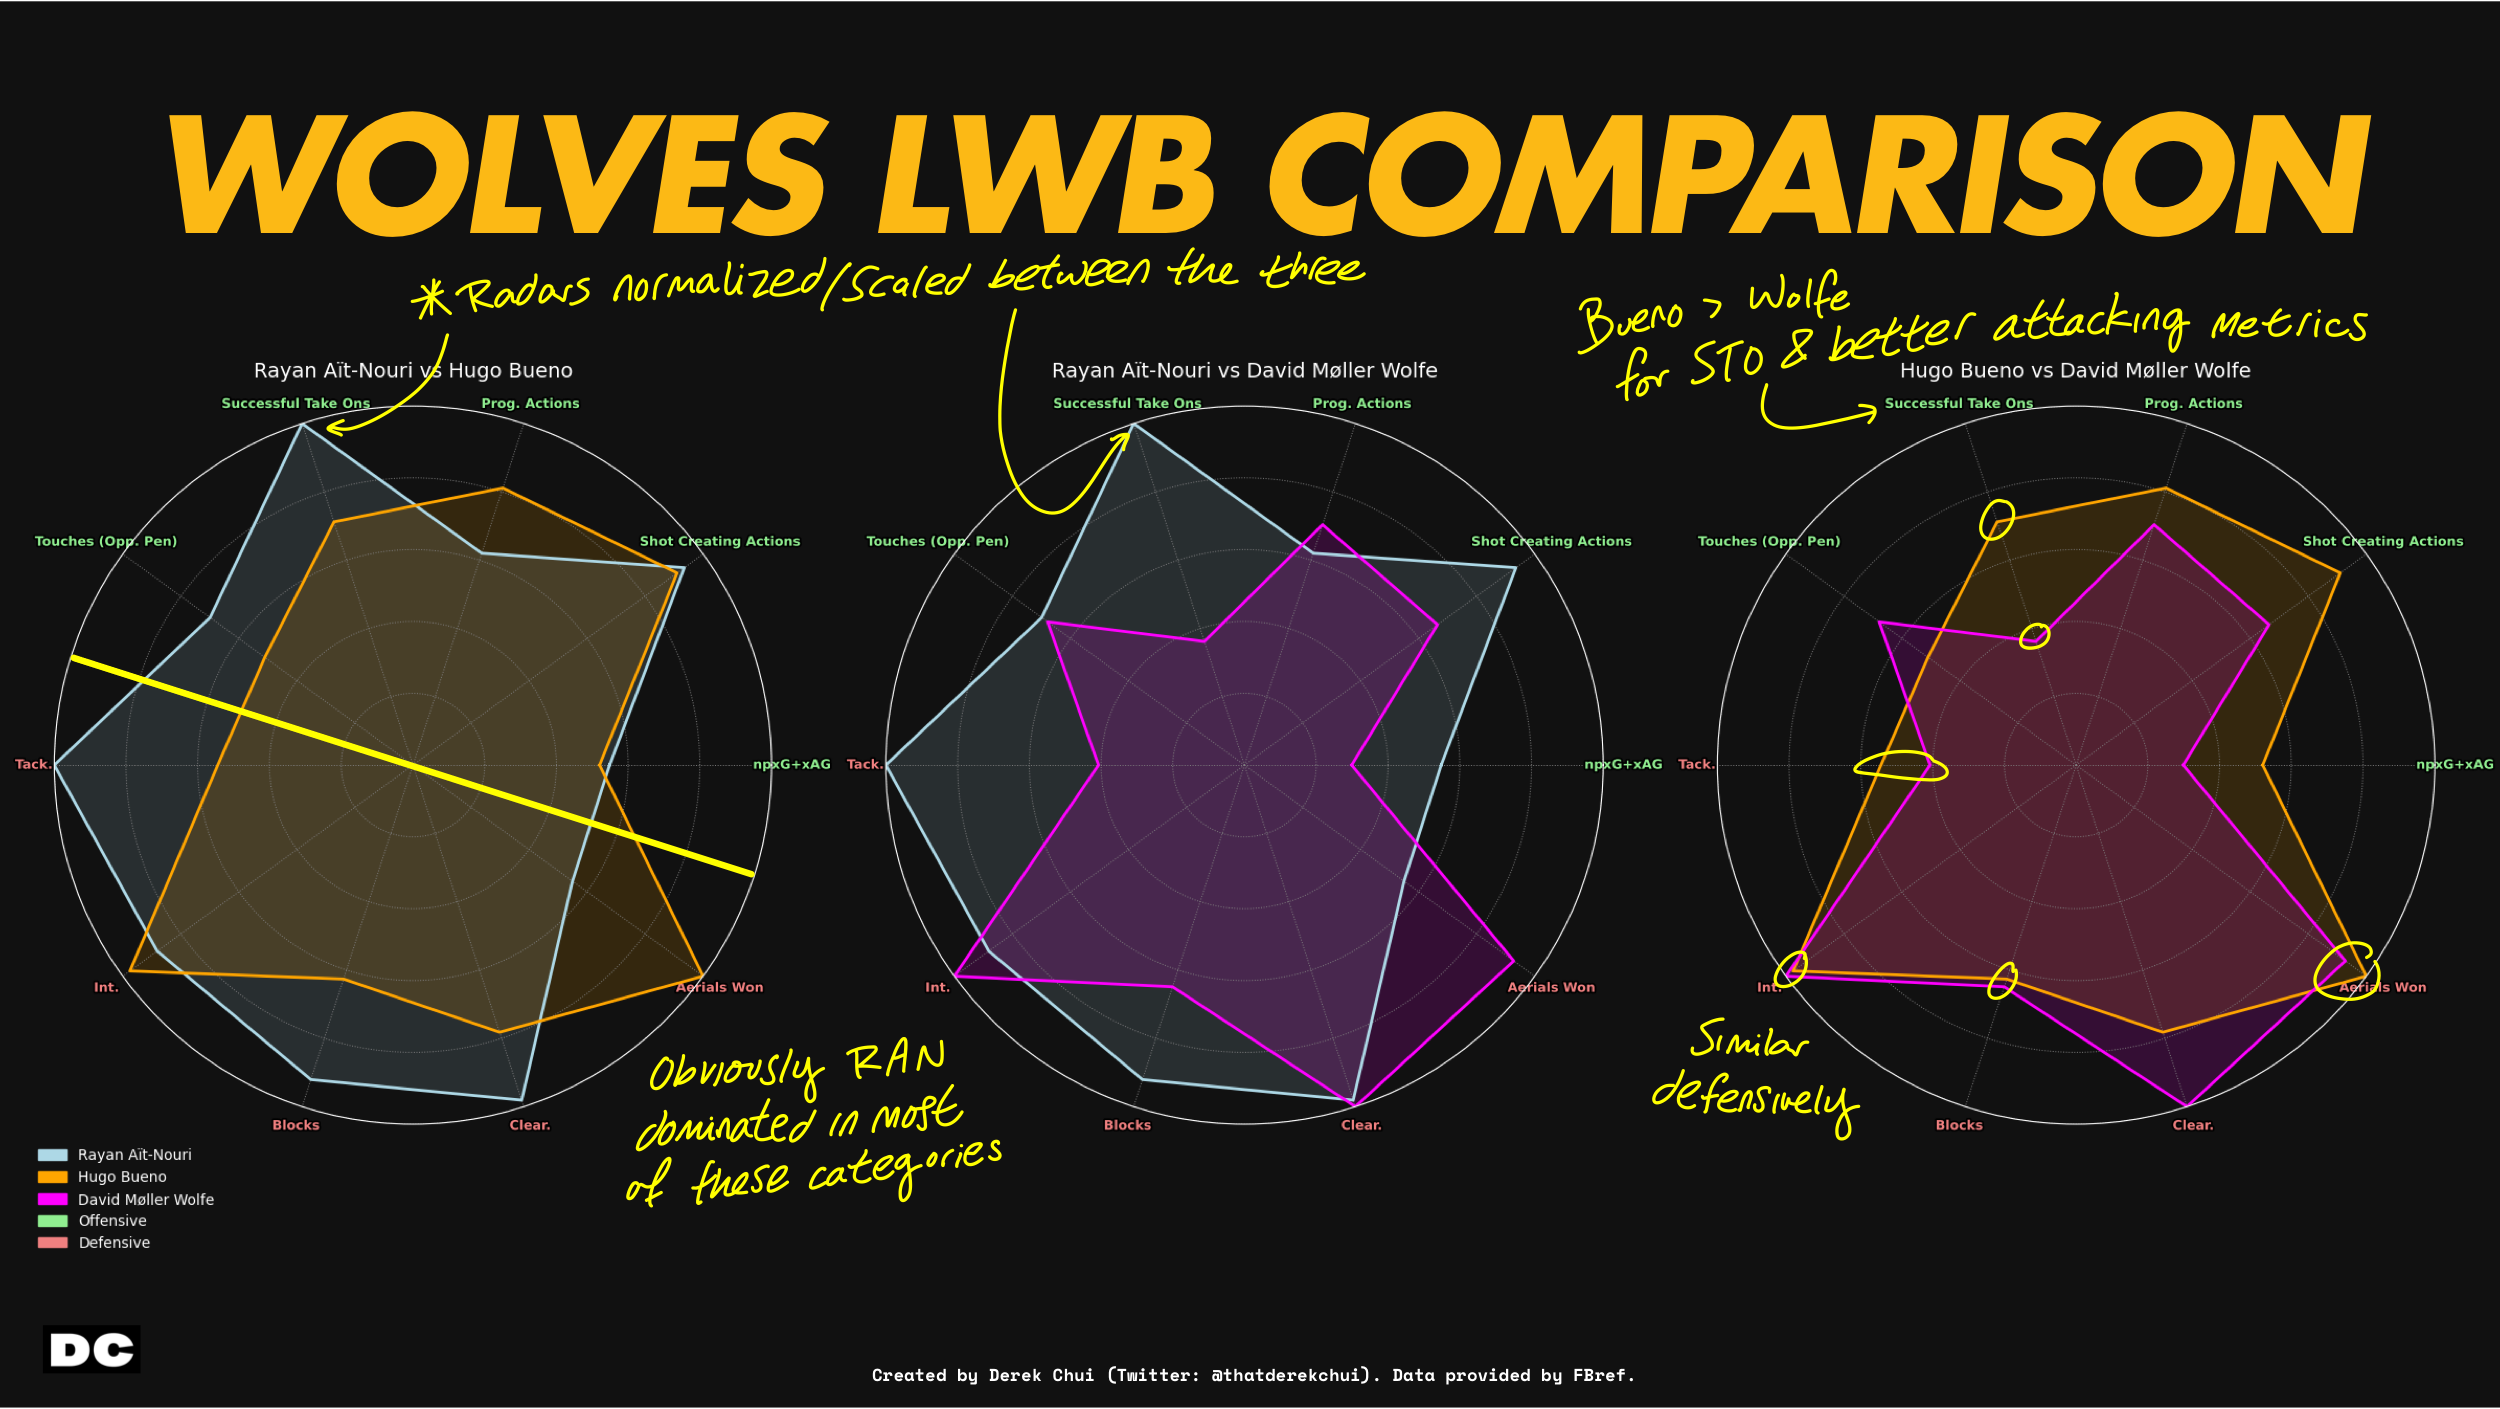 WOLVES LWB COMPARISON
* Radars normalized/scaled between the three
Bueno > Wolfe
for STO & better attacking metrics
Rayan Aït-Nouri vs Hugo Bueno
Successful Take Ons
Prog. Actions
Touches (Opp. Pen)
Shot Creating Actions
Tack.
npxG+xAG
Int.
Aerials Won
Blocks
Clear.
Rayan Aït-Nouri vs David Møller Wolfe
Successful Take Ons
Prog. Actions
Touches (Opp. Pen)
Shot Creating Actions
Tack.
npxG+xAG
Int.
Aerials Won
Blocks
Clear.
Hugo Bueno vs David Møller Wolfe
Successful Take Ons
Prog. Actions
Touches (Opp. Pen)
Shot Creating Actions
Tack.
npxG+xAG
Int.
Aerials Won
Blocks
Clear.
Obviously RAN
dominated in most
of these categories
Similar
defensively
Rayan Aït-Nouri
Hugo Bueno
David Møller Wolfe
Offensive
Defensive
DC
Created by Derek Chui (Twitter: @thatderekchui). Data provided by FBref.